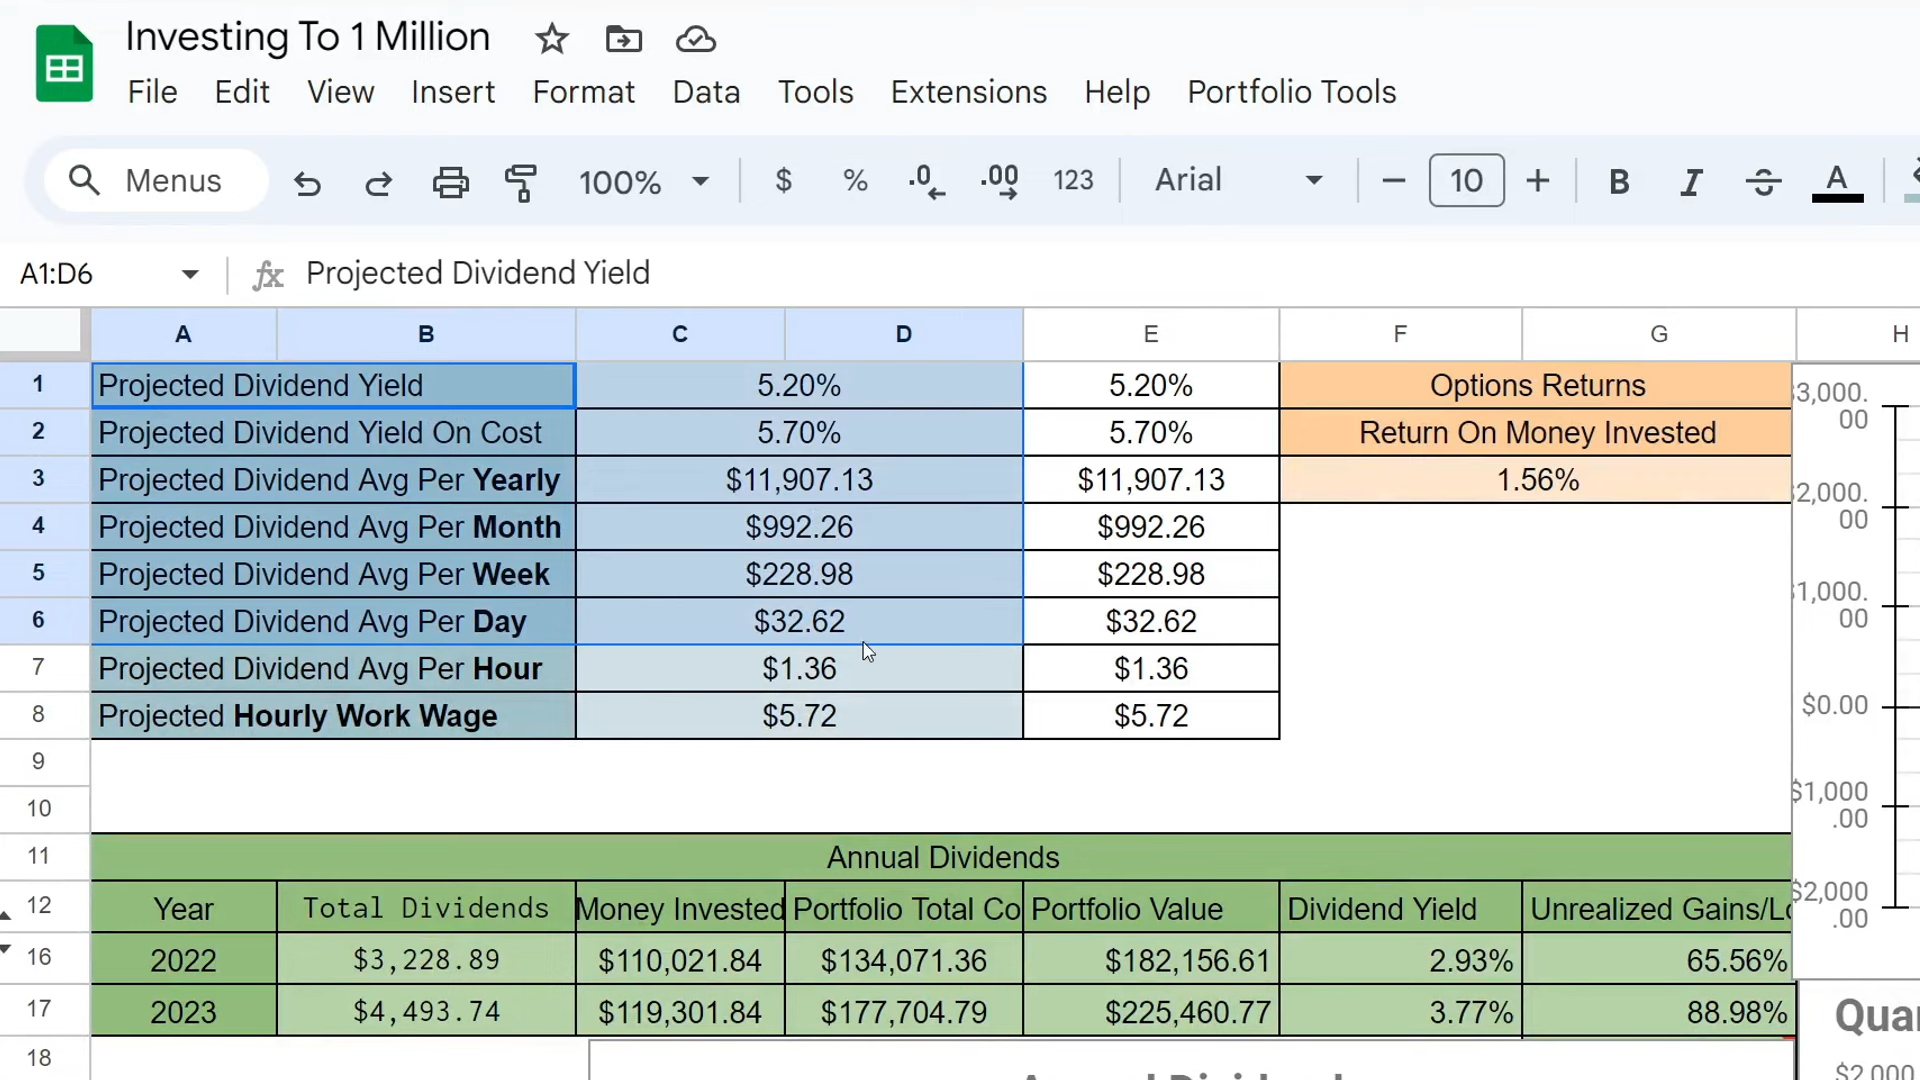 Investing To 1 Million
File Edit View Insert Format Data Tools Extensions Help Portfolio Tools
Menus 100% $ % .0 .00 123 Arial 10 B I S A
A1:D6 fx Projected Dividend Yield
A B C D E F G H
1 Projected Dividend Yield 5.20% 5.20% Options Returns
2 Projected Dividend Yield On Cost 5.70% 5.70% Return On Money Invested
3 Projected Dividend Avg Per Yearly $11,907.13 $11,907.13 1.56%
4 Projected Dividend Avg Per Month $992.26 $992.26
5 Projected Dividend Avg Per Week $228.98 $228.98
6 Projected Dividend Avg Per Day $32.62 $32.62
7 Projected Dividend Avg Per Hour $1.36 $1.36
8 Projected Hourly Work Wage $5.72 $5.72
9
10
11 Annual Dividends
12 Year Total Dividends Money Invested Portfolio Total Co Portfolio Value Dividend Yield Unrealized Gains/Lo
16 2022 $3,228.89 $110,021.84 $134,071.36 $182,156.61 2.93% 65.56%
17 2023 $4,493.74 $119,301.84 $177,704.79 $225,460.77 3.77% 88.98%
18
3,000.
00
2,000.
00
1,000.
00
$0.00
$1,000
.00
$2,000
.00
Quar
$2,000